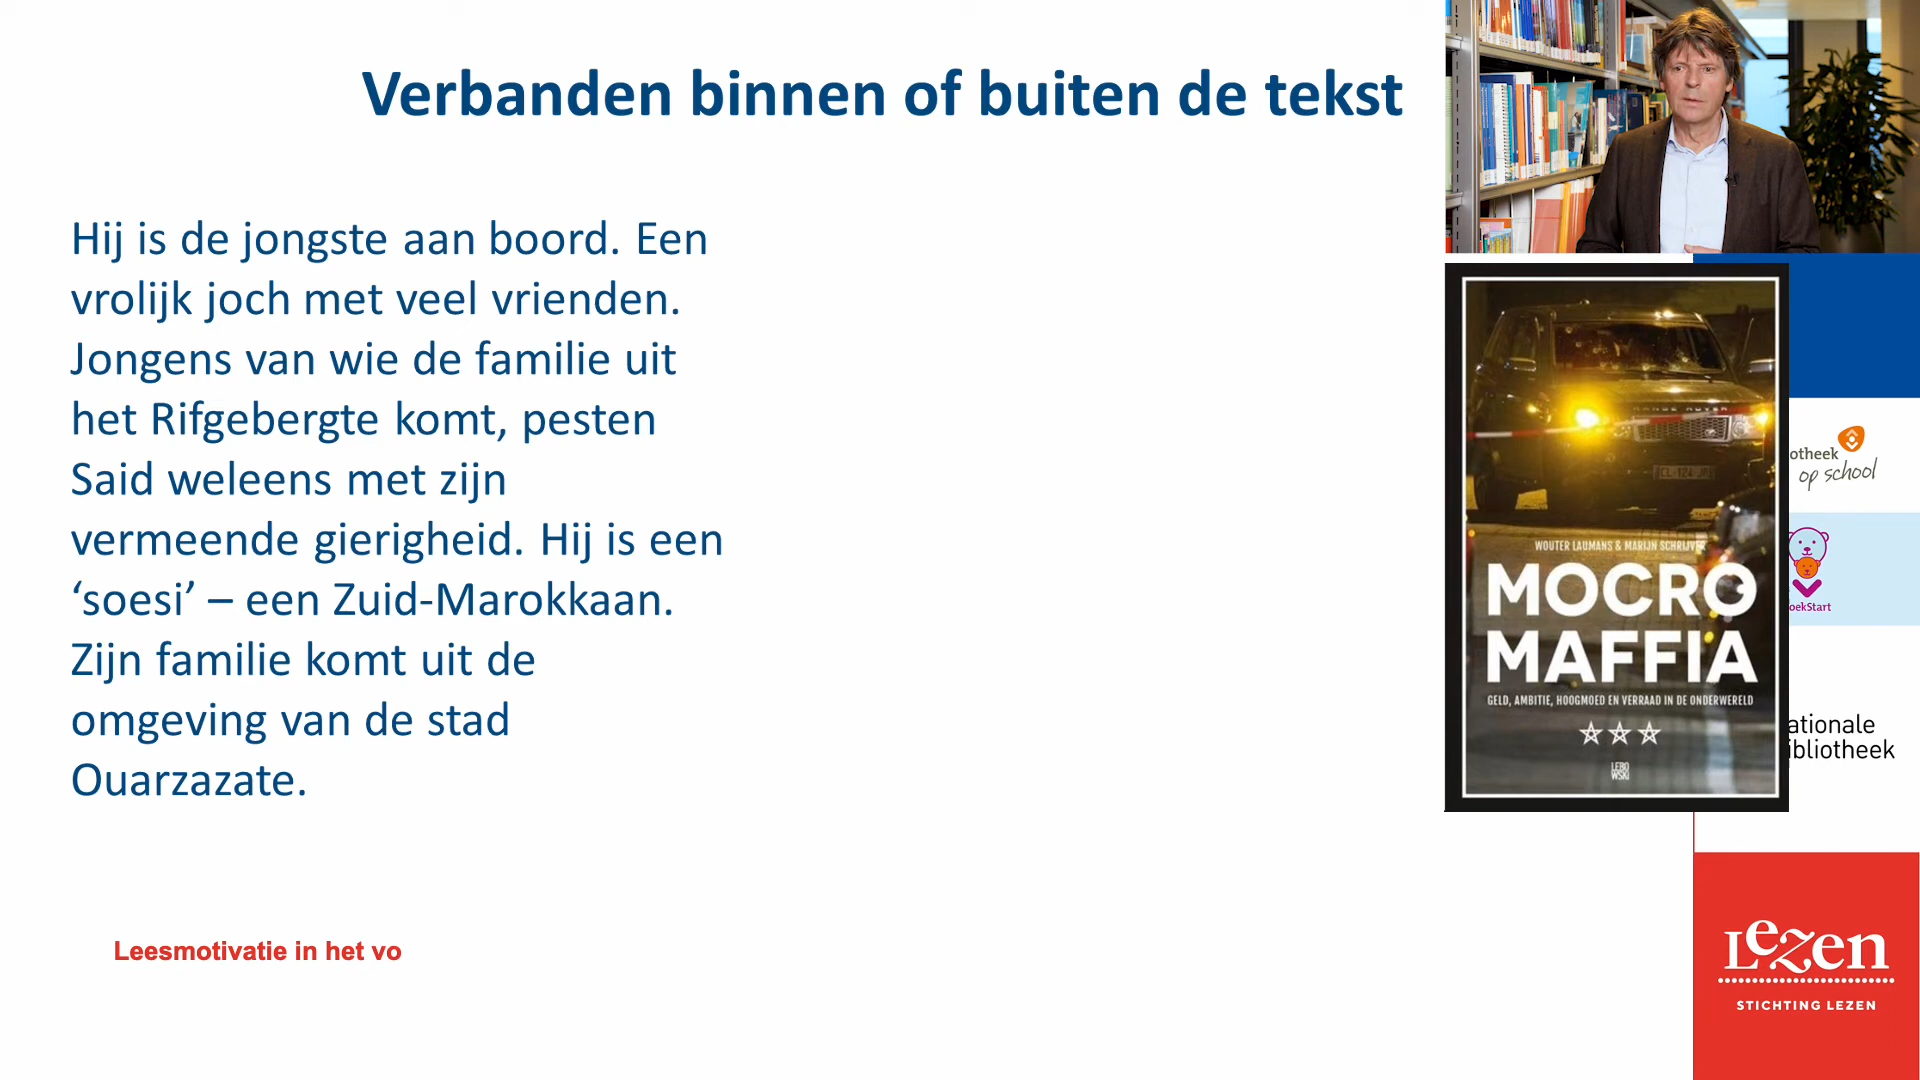 Verbanden binnen of buiten de tekst
Hij is de jongste aan boord. Een
vrolijk joch met veel vrienden.
Jongens van wie de familie uit
het Rifgebergte komt, pesten
Said weleens met zijn
vermeende gierigheid. Hij is een
‘soesi’ – een Zuid-Marokkaan.
Zijn familie komt uit de
omgeving van de stad
Ouarzazate.
Leesmotivatie in het vo
RANGE ROVER
WOUTER LAUMANS & MARIJN SCHRIJVER
MOCRO
MAFFIA
GELD, AMBITIE, HOOGMOED EN VERRAAD IN DE ONDERWERELD
LEBO
WSKI
otheek
op school
oekStart
ationale
ibliotheek
Lezen
STICHTING LEZEN